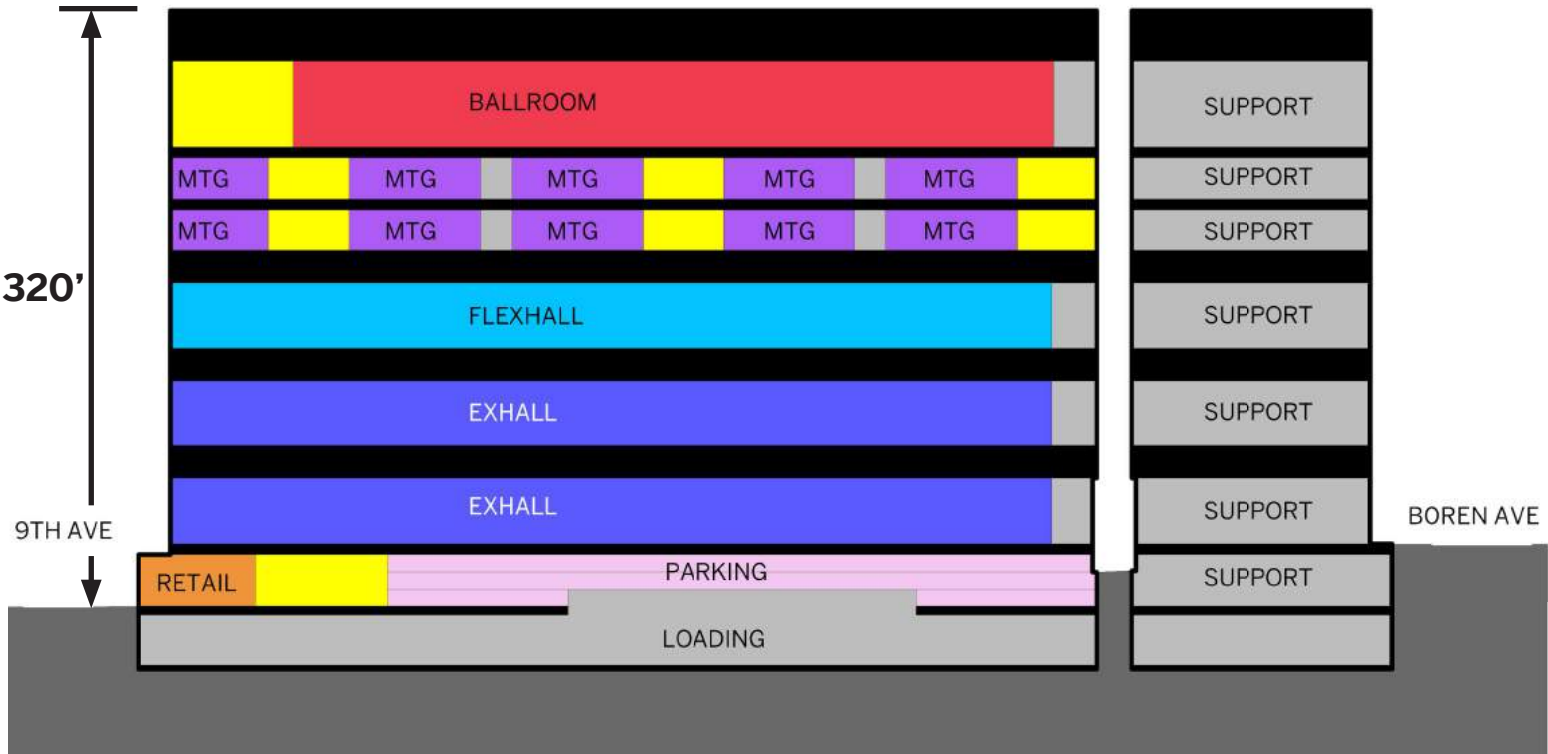 BALLROOM
SUPPORT
MTG MTG MTG MTG MTG
SUPPORT
MTG MTG MTG MTG MTG
SUPPORT
320’
FLEXHALL
SUPPORT
EXHALL
SUPPORT
EXHALL
SUPPORT
9TH AVE
BOREN AVE
RETAIL
PARKING
SUPPORT
LOADING